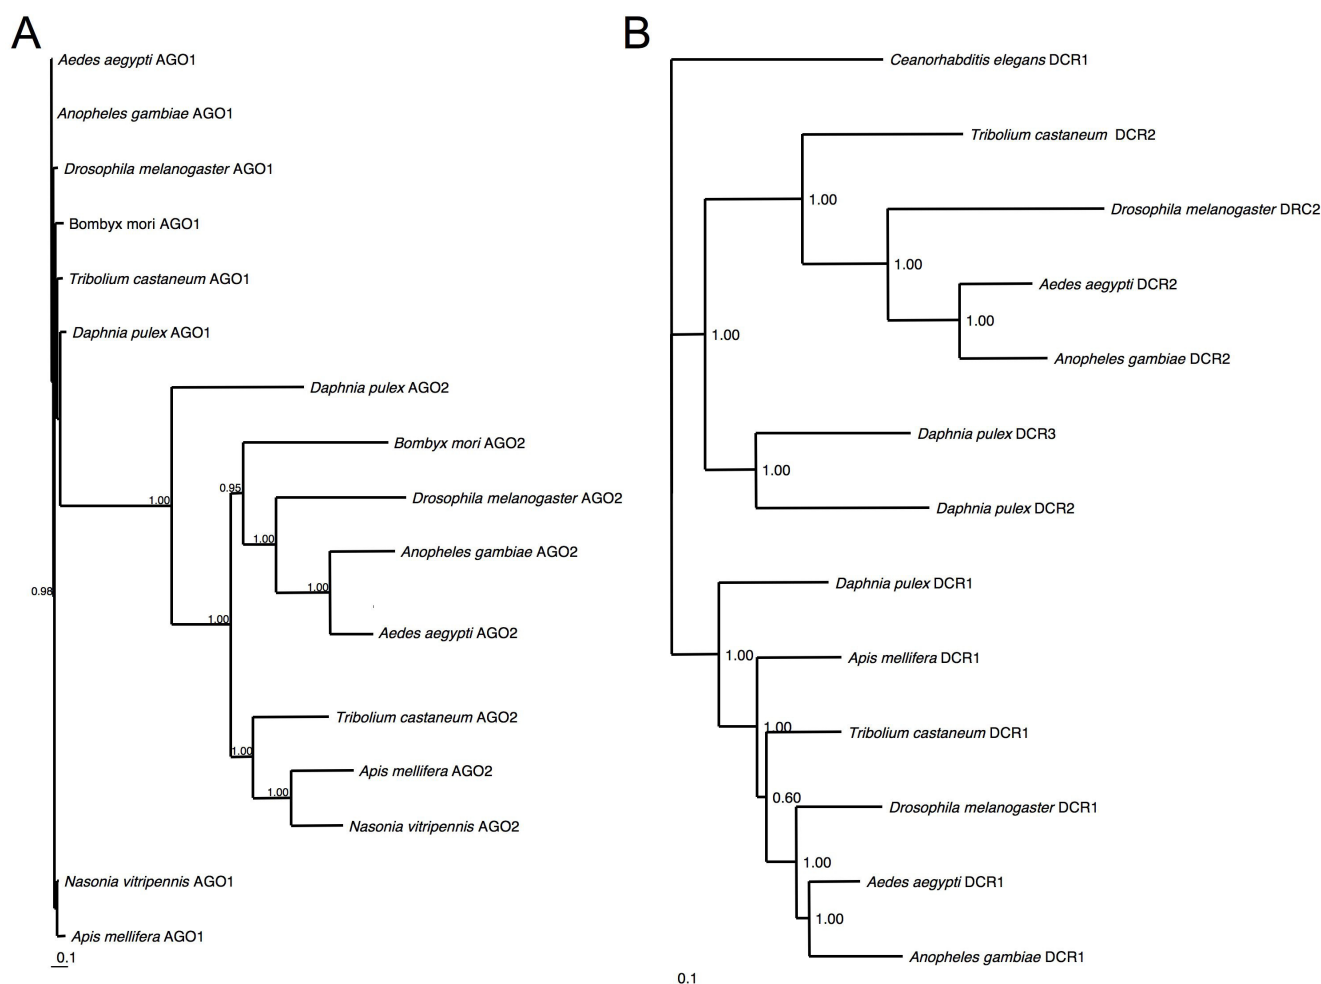 A
Aedes aegypti AGO1
Anopheles gambiae AGO1
Drosophila melanogaster AGO1
Bombyx mori AGO1
Tribolium castaneum AGO1
Daphnia pulex AGO1
Daphnia pulex AGO2
Bombyx mori AGO2
0.95
Drosophila melanogaster AGO2
1.00
1.00
Anopheles gambiae AGO2
1.00
0.98
1.00
Aedes aegypti AGO2
Tribolium castaneum AGO2
1.00
Apis mellifera AGO2
1.00
Nasonia vitripennis AGO2
Nasonia vitripennis AGO1
Apis mellifera AGO1
0.1
B
Ceanorhabditis elegans DCR1
Tribolium castaneum DCR2
1.00
Drosophila melanogaster DRC2
1.00
Aedes aegypti DCR2
1.00
1.00
Anopheles gambiae DCR2
Daphnia pulex DCR3
1.00
Daphnia pulex DCR2
Daphnia pulex DCR1
1.00
Apis mellifera DCR1
1.00
Tribolium castaneum DCR1
0.60
Drosophila melanogaster DCR1
1.00
Aedes aegypti DCR1
1.00
Anopheles gambiae DCR1
0.1